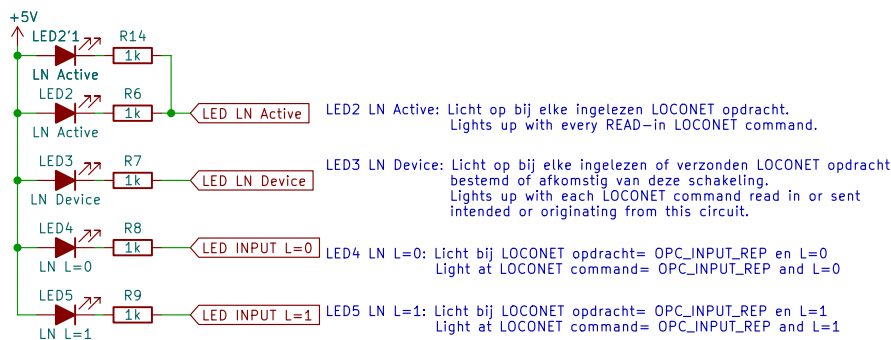 +5V
LED2'1
R14
1k
LN Active
LED2
R6
1k
LN Active
LED LN Active
LED2 LN Active: Licht op bij elke ingelezen LOCONET opdracht.
Lights up with every READ-in LOCONET command.
LED3
R7
1k
LN Device
LED LN Device
LED3 LN Device: Licht op bij elke ingelezen of verzonden LOCONET opdracht
bestemd of afkomstig van deze schakeling.
Lights up with each LOCONET command read in or sent
intended or originating from this circuit.
LED4
R8
1k
LN L=0
LED INPUT L=0
LED4 LN L=0: Licht bij LOCONET opdracht= OPC_INPUT_REP en L=0
Light at LOCONET command= OPC_INPUT_REP and L=0
LED5
R9
1k
LN L=1
LED INPUT L=1
LED5 LN L=1: Licht bij LOCONET opdracht= OPC_INPUT_REP en L=1
Light at LOCONET command= OPC_INPUT_REP and L=1